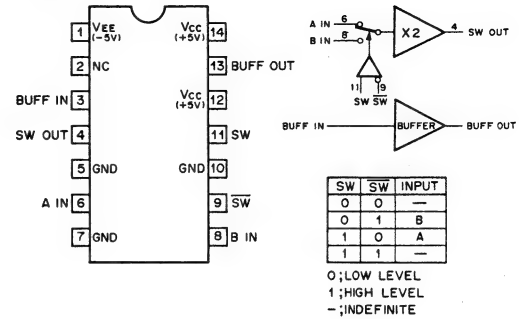 1 VEE (-5V)
VCC (+5V) 14
2 NC
13 BUFF OUT
BUFF IN 3
VCC (+5V) 12
SW OUT 4
11 SW
5 GND
GND 10
A IN 6
9 S̅W̅
7 GND
8 B IN
A IN 6
B IN 8
X2
4 SW OUT
11 9
SW S̅W̅
BUFF IN
BUFFER
BUFF OUT
SW S̅W̅ INPUT
0 0 —
0 1 B
1 0 A
1 1 —
0;LOW LEVEL
1;HIGH LEVEL
-;INDEFINITE